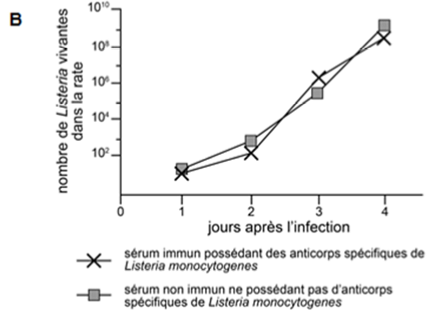 B
nombre de Listeria vivantes
dans la rate
10¹⁰
10⁸
10⁶
10⁴
10²
0
1
2
3
4
jours après l'infection
sérum immun possédant des anticorps spécifiques de
Listeria monocytogenes
sérum non immun ne possédant pas d'anticorps
spécifiques de Listeria monocytogenes